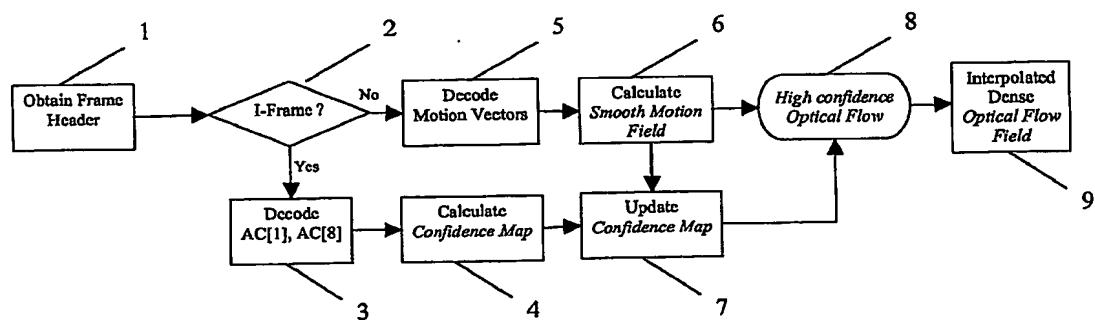 1
2
5
6
8
Obtain Frame
Header
I-Frame ?
No
Decode
Motion Vectors
Calculate
Smooth Motion
Field
High confidence
Optical Flow
Interpolated
Dense
Optical Flow
Field
9
Yes
Decode
AC[1], AC[8]
Calculate
Confidence Map
Update
Confidence Map
3
4
7